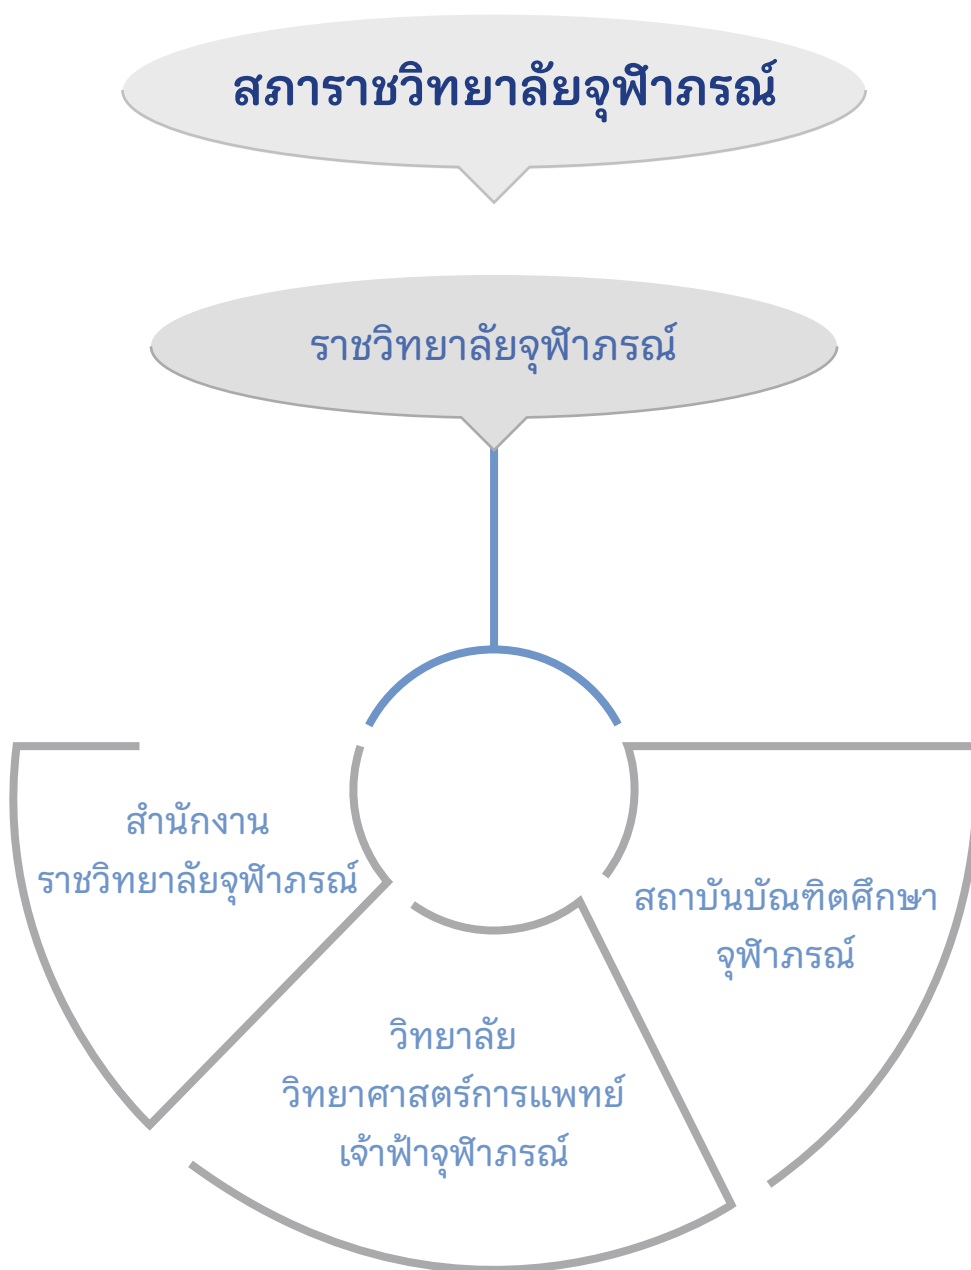 สภาราชวิทยาลัยจุฬาภรณ์
ราชวิทยาลัยจุฬาภรณ์
สำนักงาน
ราชวิทยาลัยจุฬาภรณ์
วิทยาลัย
วิทยาศาสตร์การแพทย์
เจ้าฟ้าจุฬาภรณ์
สถาบันบัณฑิตศึกษา
จุฬาภรณ์